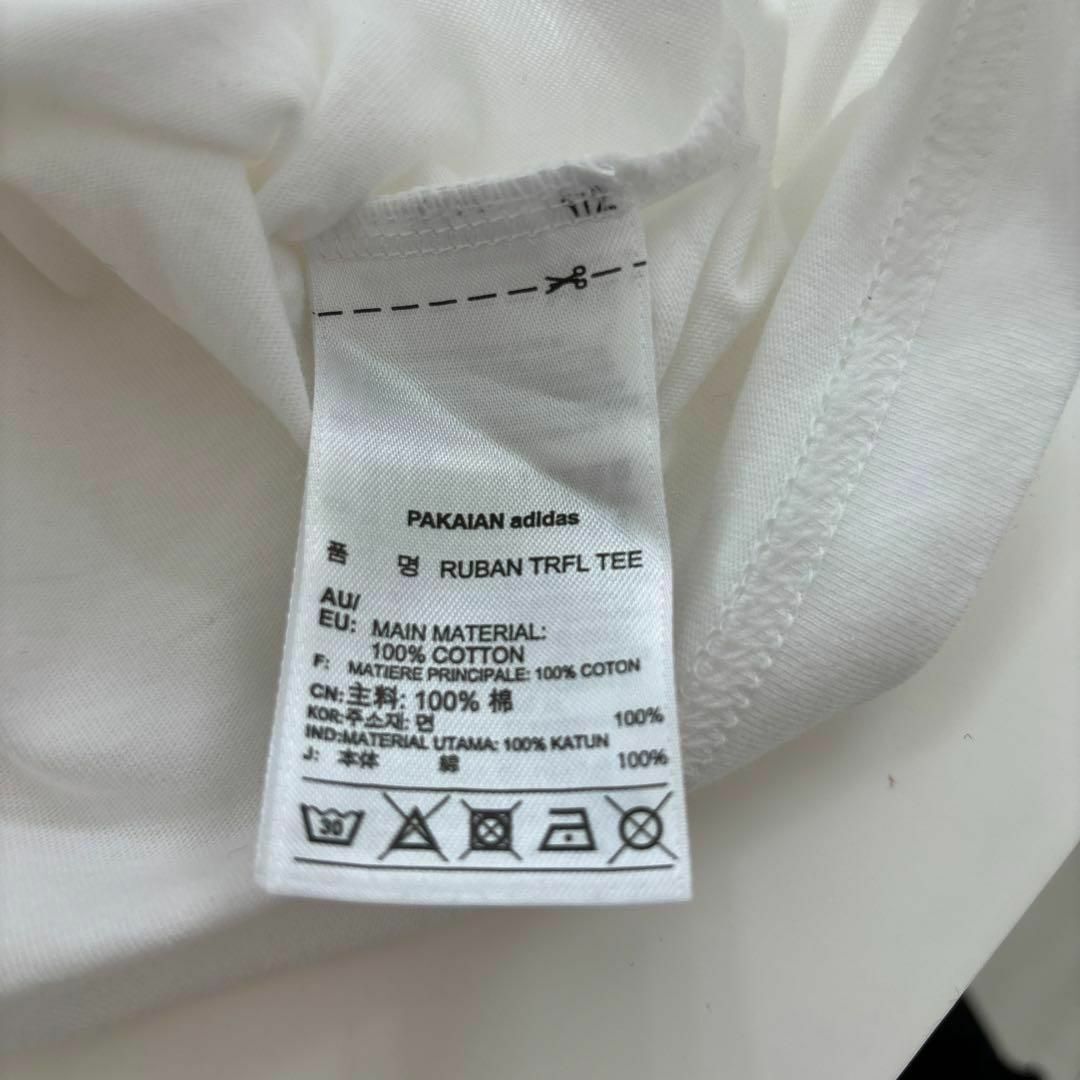 PAKAIAN adidas
품 명 RUBAN TRFL TEE
AU/
EU: MAIN MATERIAL:
100% COTTON
F: MATIERE PRINCIPALE: 100% COTON
CN: 主料: 100% 棉
KOR:주소재: 면 100%
IND:MATERIAL UTAMA: 100% KATUN
J: 本体 綿 100%
30